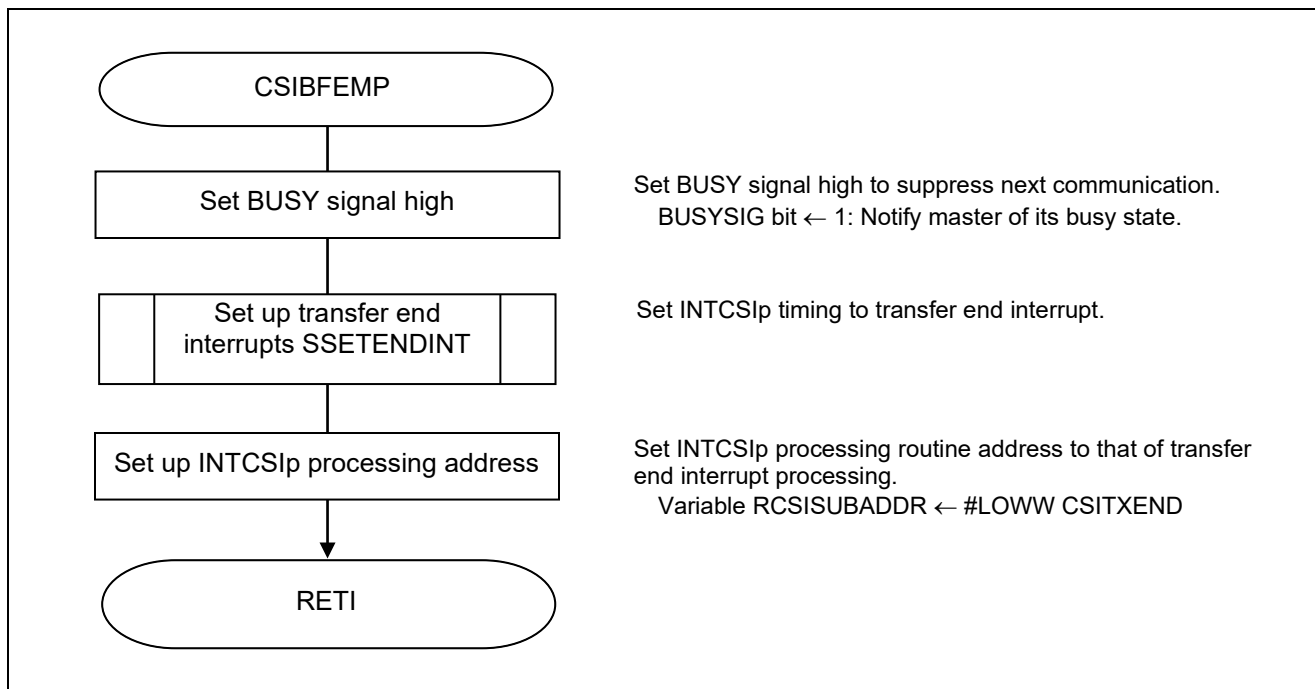 CSIBFEMP
Set BUSY signal high
Set BUSY signal high to suppress next communication.
BUSYSIG bit ← 1: Notify master of its busy state.
Set up transfer end
interrupts SSETENDINT
Set INTCSIp timing to transfer end interrupt.
Set up INTCSIp processing address
Set INTCSIp processing routine address to that of transfer
end interrupt processing.
Variable RCSISUBADDR ← #LOWW CSITXEND
RETI